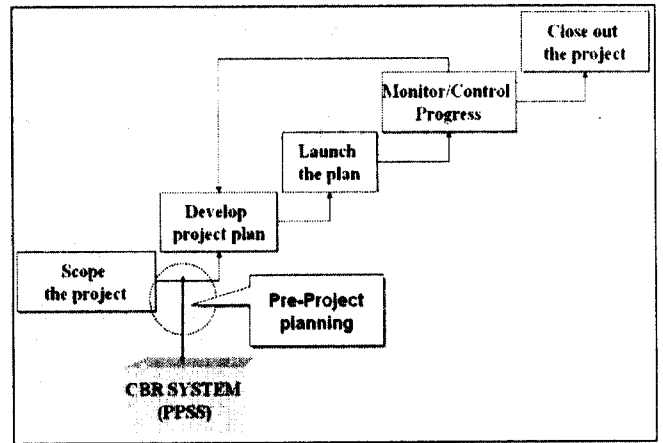 Close out
the project
Monitor/Control
Progress
Launch
the plan
Develop
project plan
Scope
the project
Pre-Project
planning
CBR SYSTEM
(PPSS)